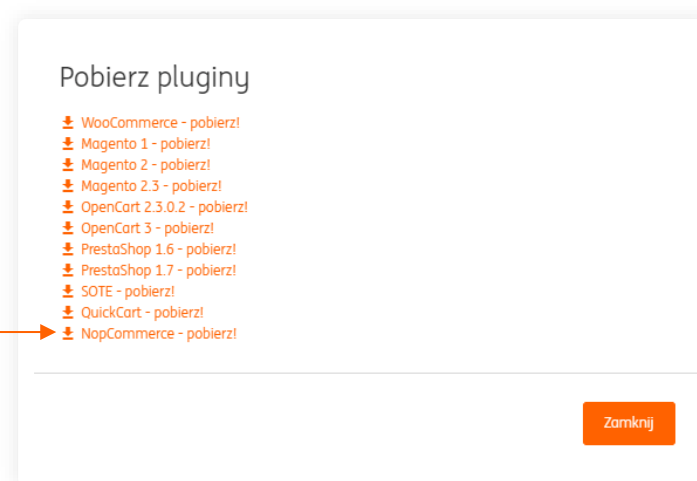 Pobierz pluginy
WooCommerce - pobierz!
Magento 1 - pobierz!
Magento 2 - pobierz!
Magento 2.3 - pobierz!
OpenCart 2.3.0.2 - pobierz!
OpenCart 3 - pobierz!
PrestaShop 1.6 - pobierz!
PrestaShop 1.7 - pobierz!
SOTE - pobierz!
QuickCart - pobierz!
NopCommerce - pobierz!
Zamknij